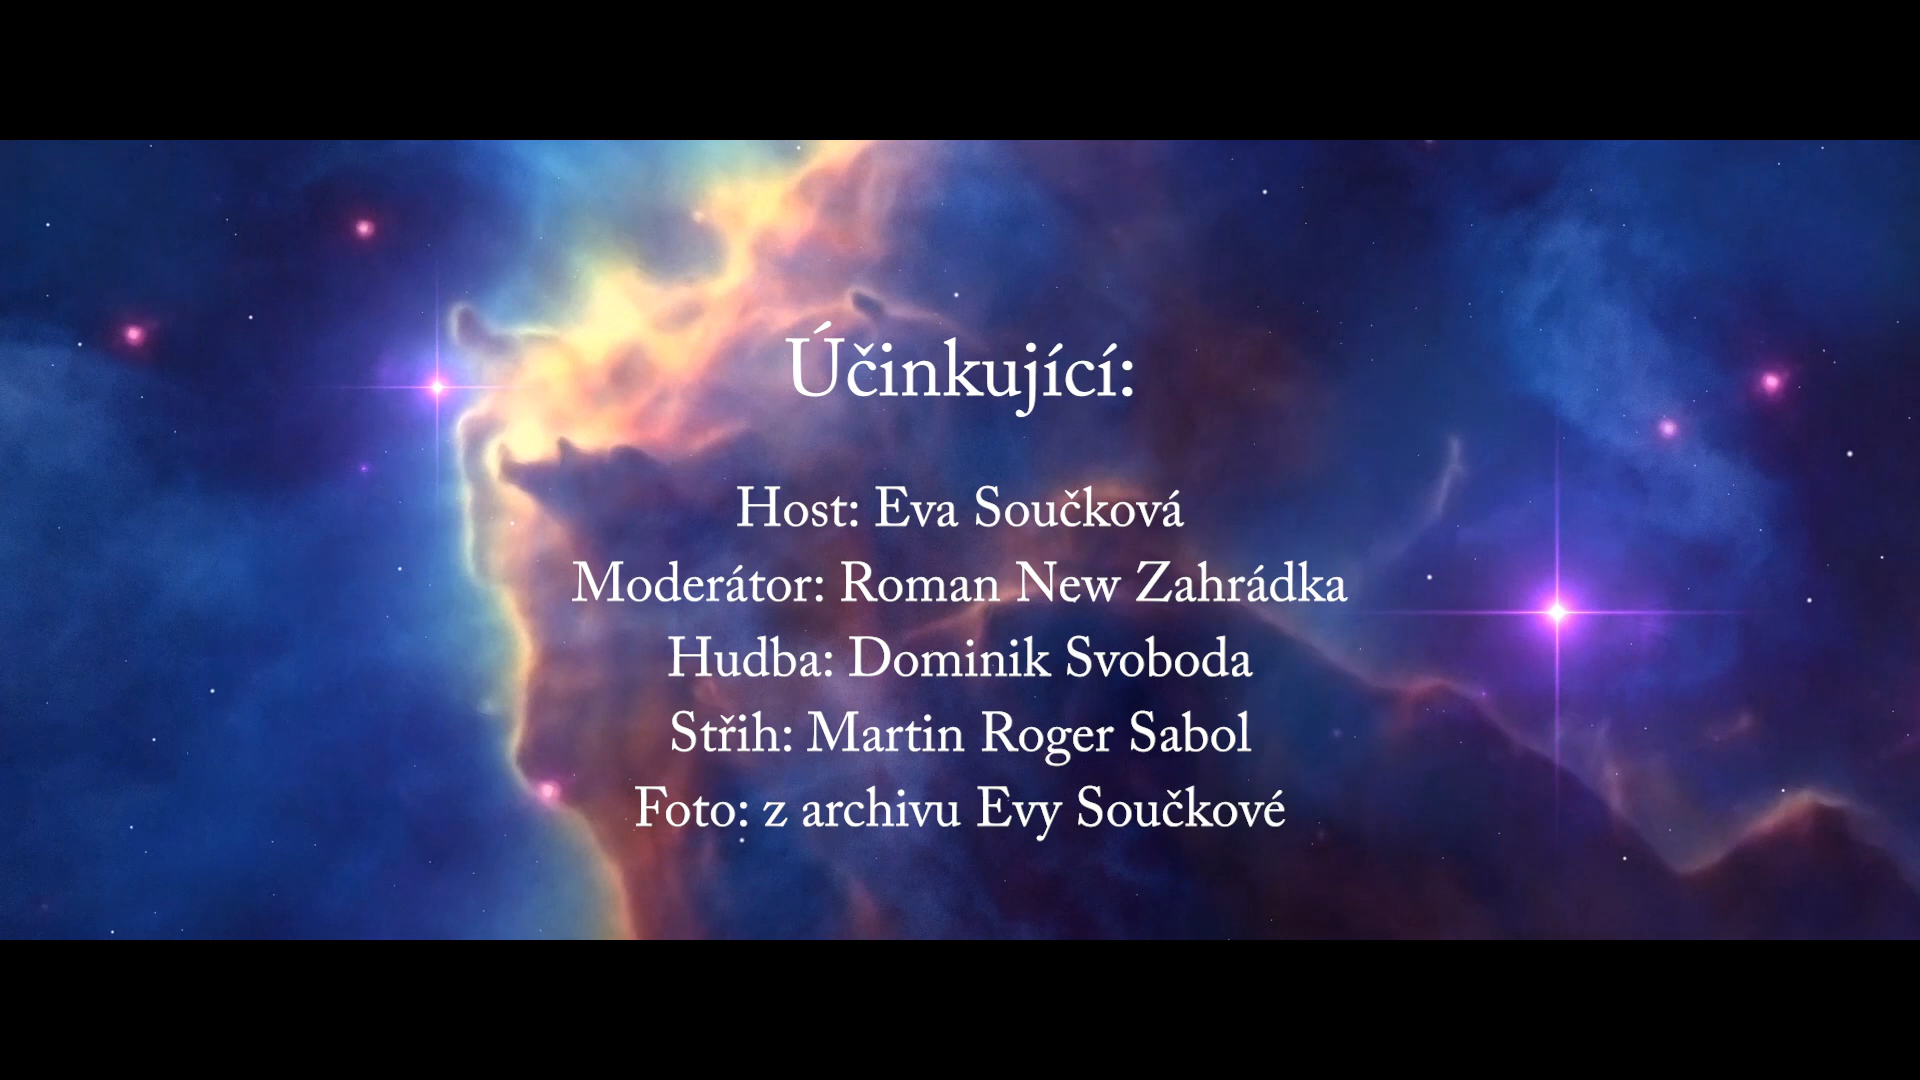 Účinkující:
Host: Eva Součková
Moderátor: Roman New Zahrádka
Hudba: Dominik Svoboda
Střih: Martin Roger Sabol
Foto: z archivu Evy Součkové